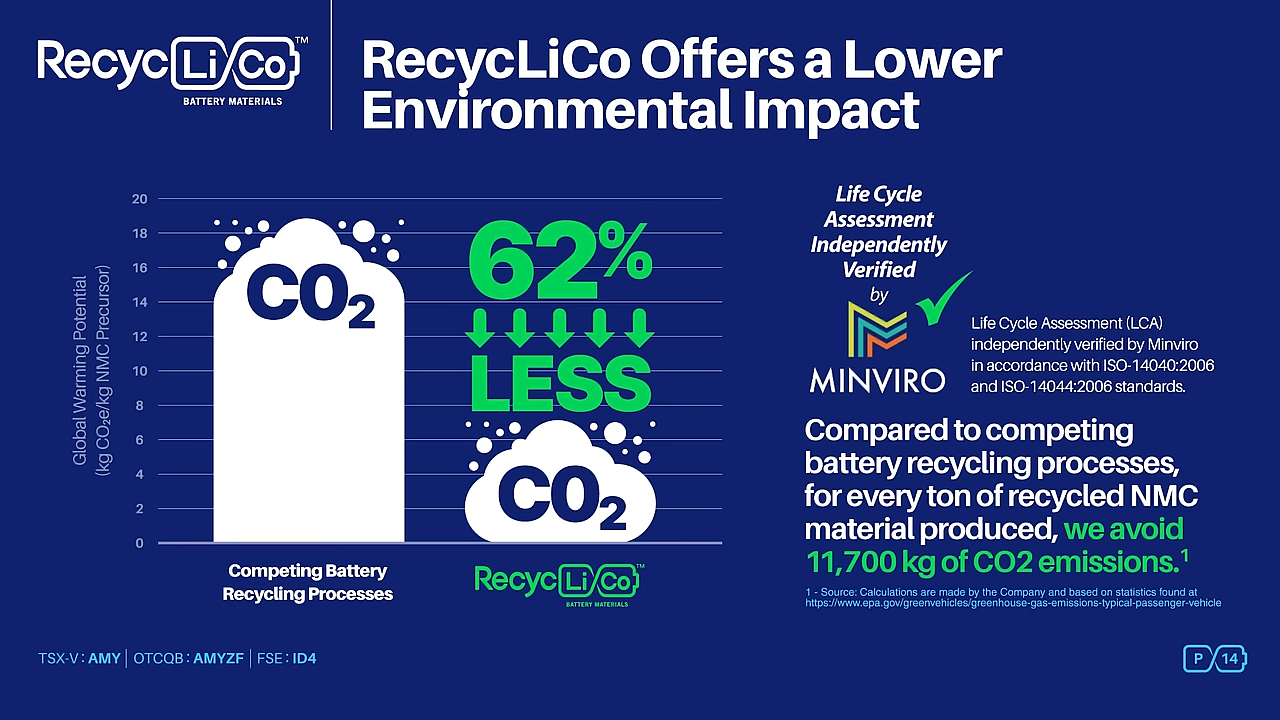 RecycLiCo™
BATTERY MATERIALS
RecycLiCo Offers a Lower
Environmental Impact
Global Warming Potential
(kg CO₂e/kg NMC Precursor)
20
18
16
14
12
10
8
6
4
2
0
CO₂
62%
LESS
CO₂
Competing Battery
Recycling Processes
RecycLiCo™
BATTERY MATERIALS
Life Cycle
Assessment
Independently
Verified
by
MINVIRO
Life Cycle Assessment (LCA)
independently verified by Minviro
in accordance with ISO-14040:2006
and ISO-14044:2006 standards.
Compared to competing
battery recycling processes,
for every ton of recycled NMC
material produced, we avoid
11,700 kg of CO2 emissions.¹
1 - Source: Calculations are made by the Company and based on statistics found at
https://www.epa.gov/greenvehicles/greenhouse-gas-emissions-typical-passenger-vehicle
TSX-V: AMY | OTCQB: AMYZF | FSE: ID4
P 14